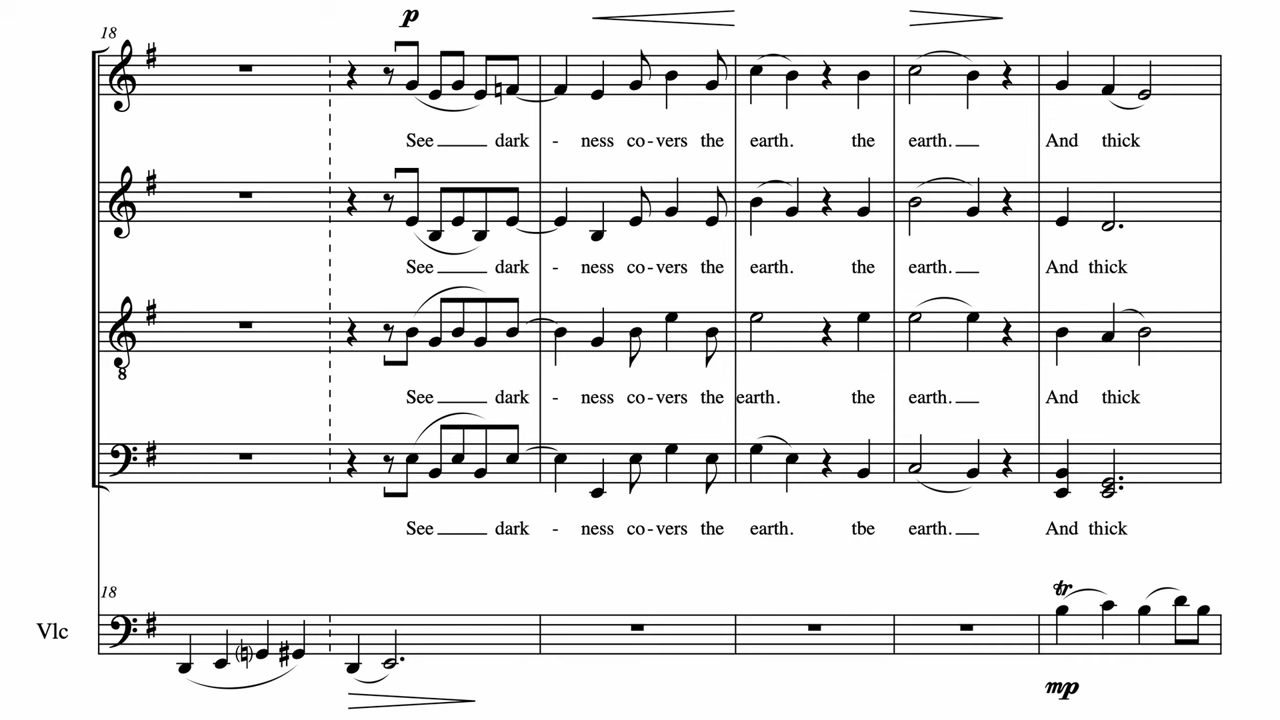 18
p
See dark - ness co - vers the earth. the earth. And thick
See dark - ness co - vers the earth. the earth. And thick
8
See dark - ness co - vers the earth. the earth. And thick
See dark - ness co - vers the earth. tbe earth. And thick
18
tr
Vlc
mp